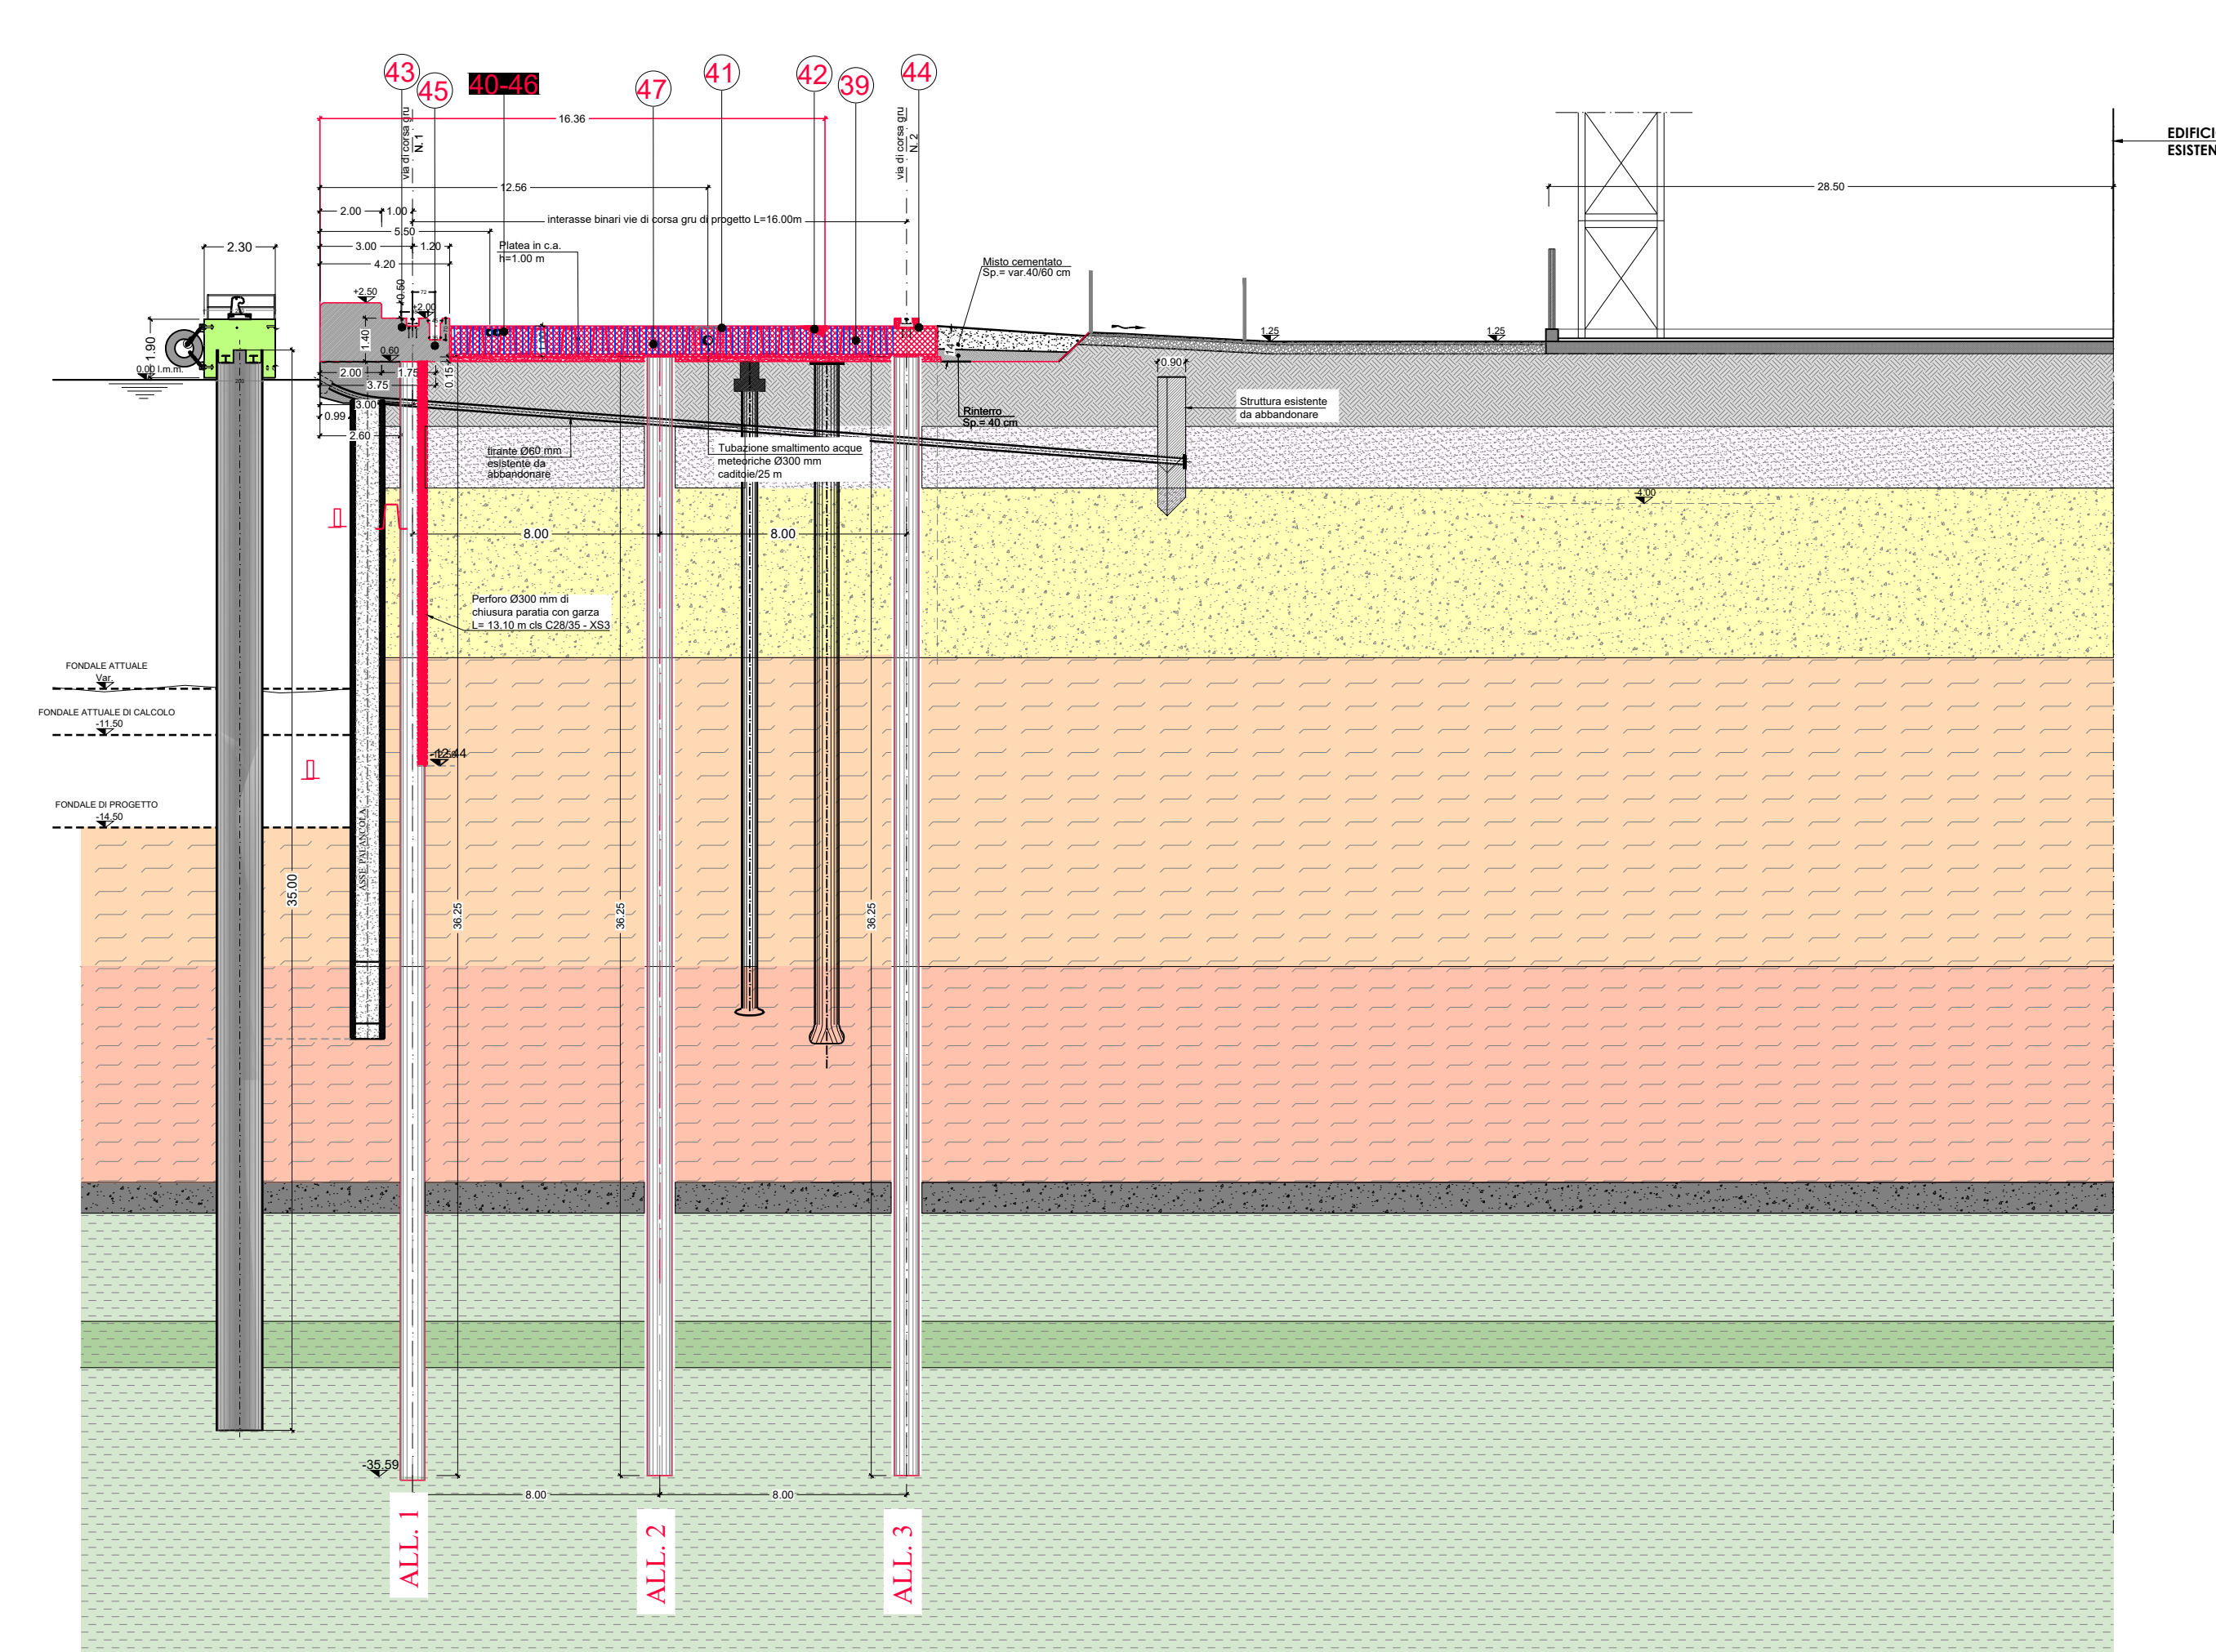 43
45
40-46
47
41
42
39
44
16.36
via di corsa gru
N. 1
via di corsa gru
N. 2
EDIFICI
ESISTEN
12.56
28.50
2.00
1.00
interasse binari vie di corsa gru di progetto L=16.00m
5.50
3.00
1.20
Platea in c.a.
h=1.00 m
2.30
4.20
Misto cementato
Sp.= var.40/60 cm
+2.50
+0.50
72
+2.00
1.40
1.90
0.60
1.25
1.25
0.00 l.m.m.
2.00
1.75
0.15
3.75
0.90
3.00
0.99
2.60
Struttura esistente
da abbandonare
Rinterro
Sp.= 40 cm
tirante Ø60 mm
esistente da
abbandonare
Tubazione smaltimento acque
meteoriche Ø300 mm
caditoie/25 m
-4.00
8.00
8.00
Perforo Ø300 mm di
chiusura paratia con garza
L= 13.10 m cls C28/35 - XS3
FONDALE ATTUALE
Var.
FONDALE ATTUALE DI CALCOLO
-11.50
-12.44
FONDALE DI PROGETTO
-14.50
ASSE PALANCOLA
35.00
36.25
36.25
36.25
-35.59
8.00
8.00
ALL. 1
ALL. 2
ALL. 3